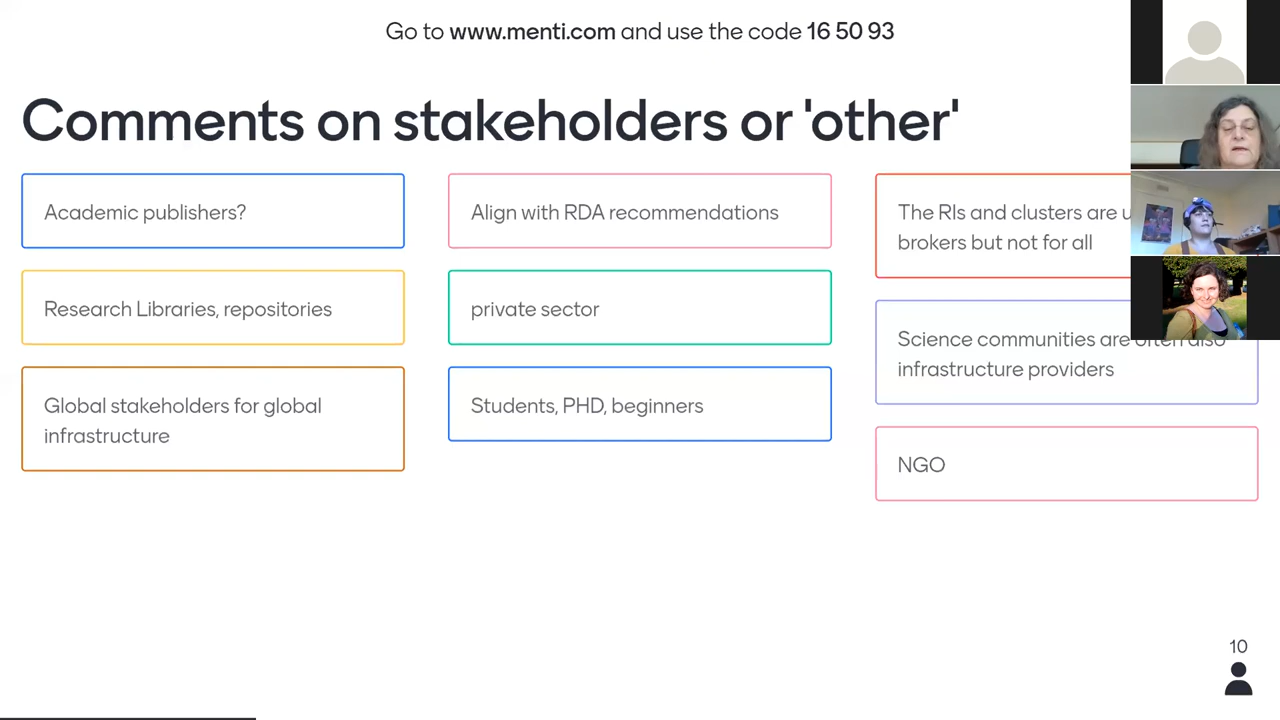 Go to www.menti.com and use the code 16 50 93
Comments on stakeholders or 'other'
Academic publishers?
Research Libraries, repositories
Global stakeholders for global
infrastructure
Align with RDA recommendations
private sector
Students, PHD, beginners
The RIs and clusters are
brokers but not for all
Science communities are often also
infrastructure providers
NGO
10